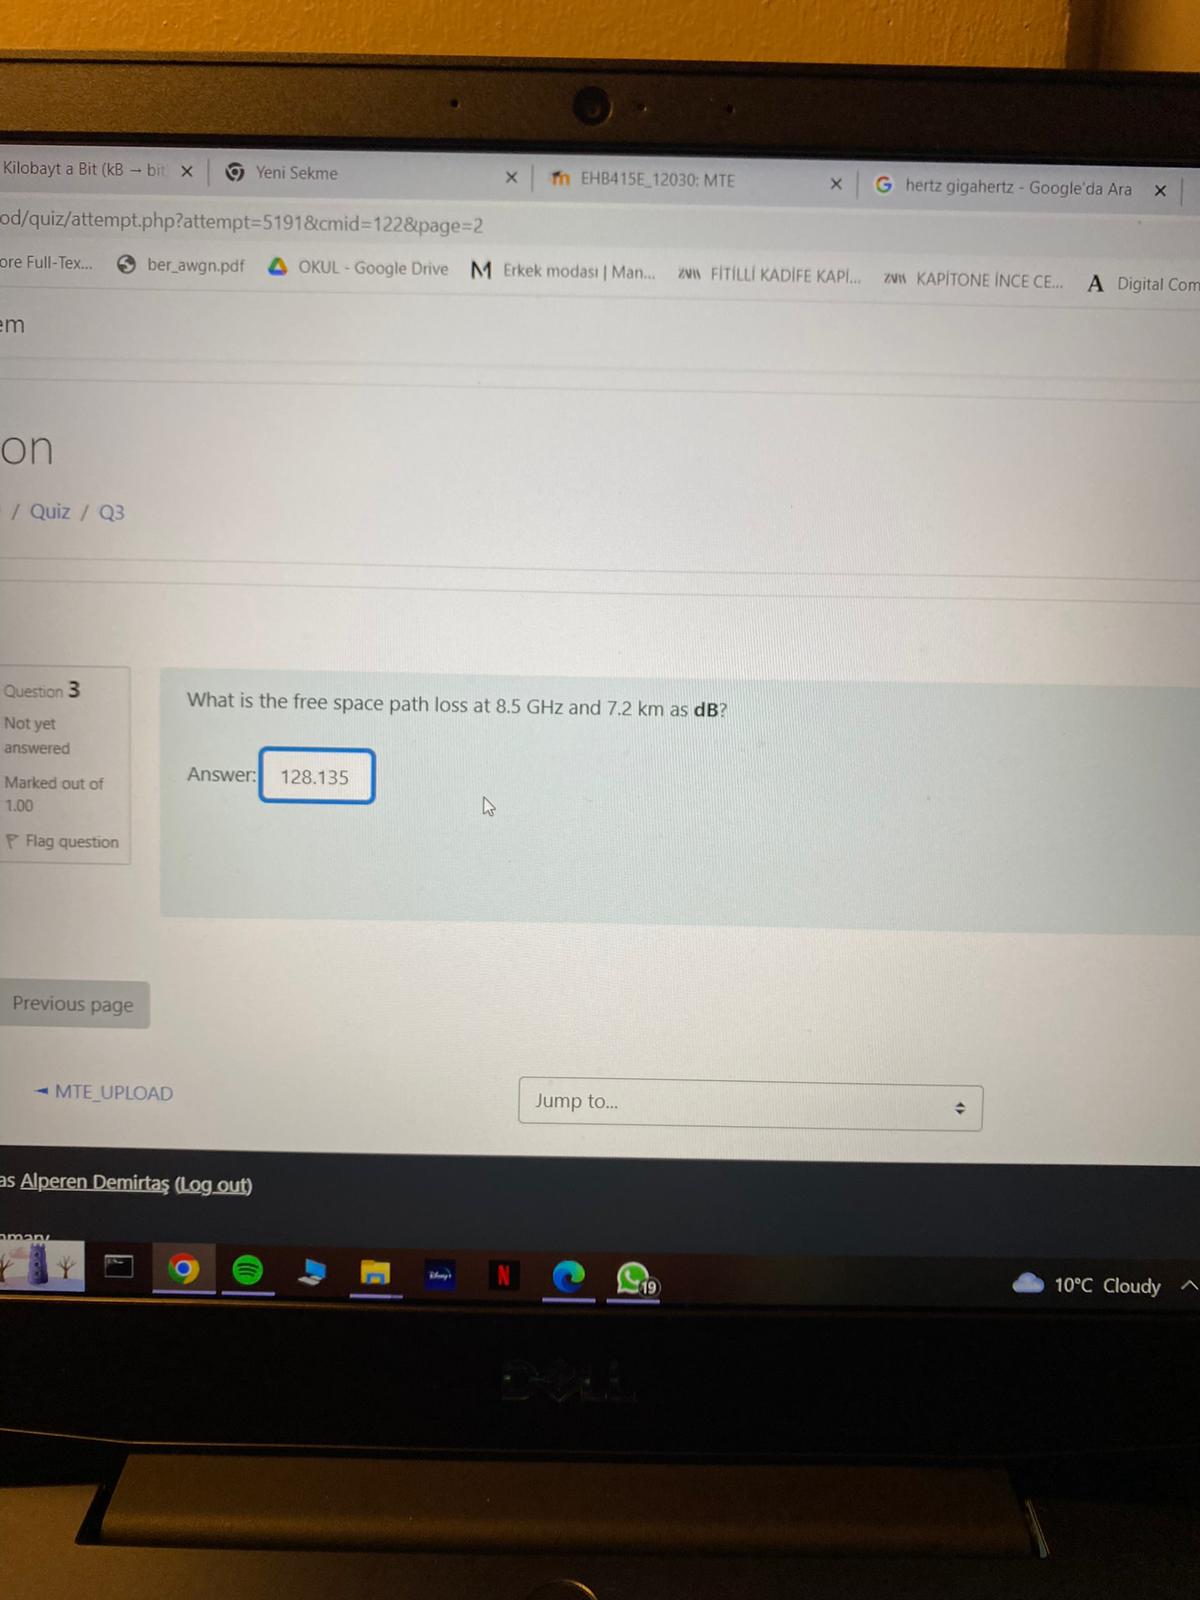 Kilobayt a Bit (kB → bit
Yeni Sekme
EHB415E_12030: MTE
hertz gigahertz - Google'da Ara
od/quiz/attempt.php?attempt=5191&cmid=122&page=2
ore Full-Tex...
ber_awgn.pdf
OKUL - Google Drive
M Erkek modası | Man...
FİTİLLİ KADİFE KAPİ...
KAPİTONE İNCE CE...
A Digital Com
em
on
/ Quiz / Q3
Question 3
Not yet
answered
Marked out of
1.00
Flag question
What is the free space path loss at 8.5 GHz and 7.2 km as dB?
Answer: 128.135
Previous page
◄ MTE_UPLOAD
Jump to...
as Alperen Demirtaş (Log out)
mmary
Disney+
N
19
10°C Cloudy
DELL